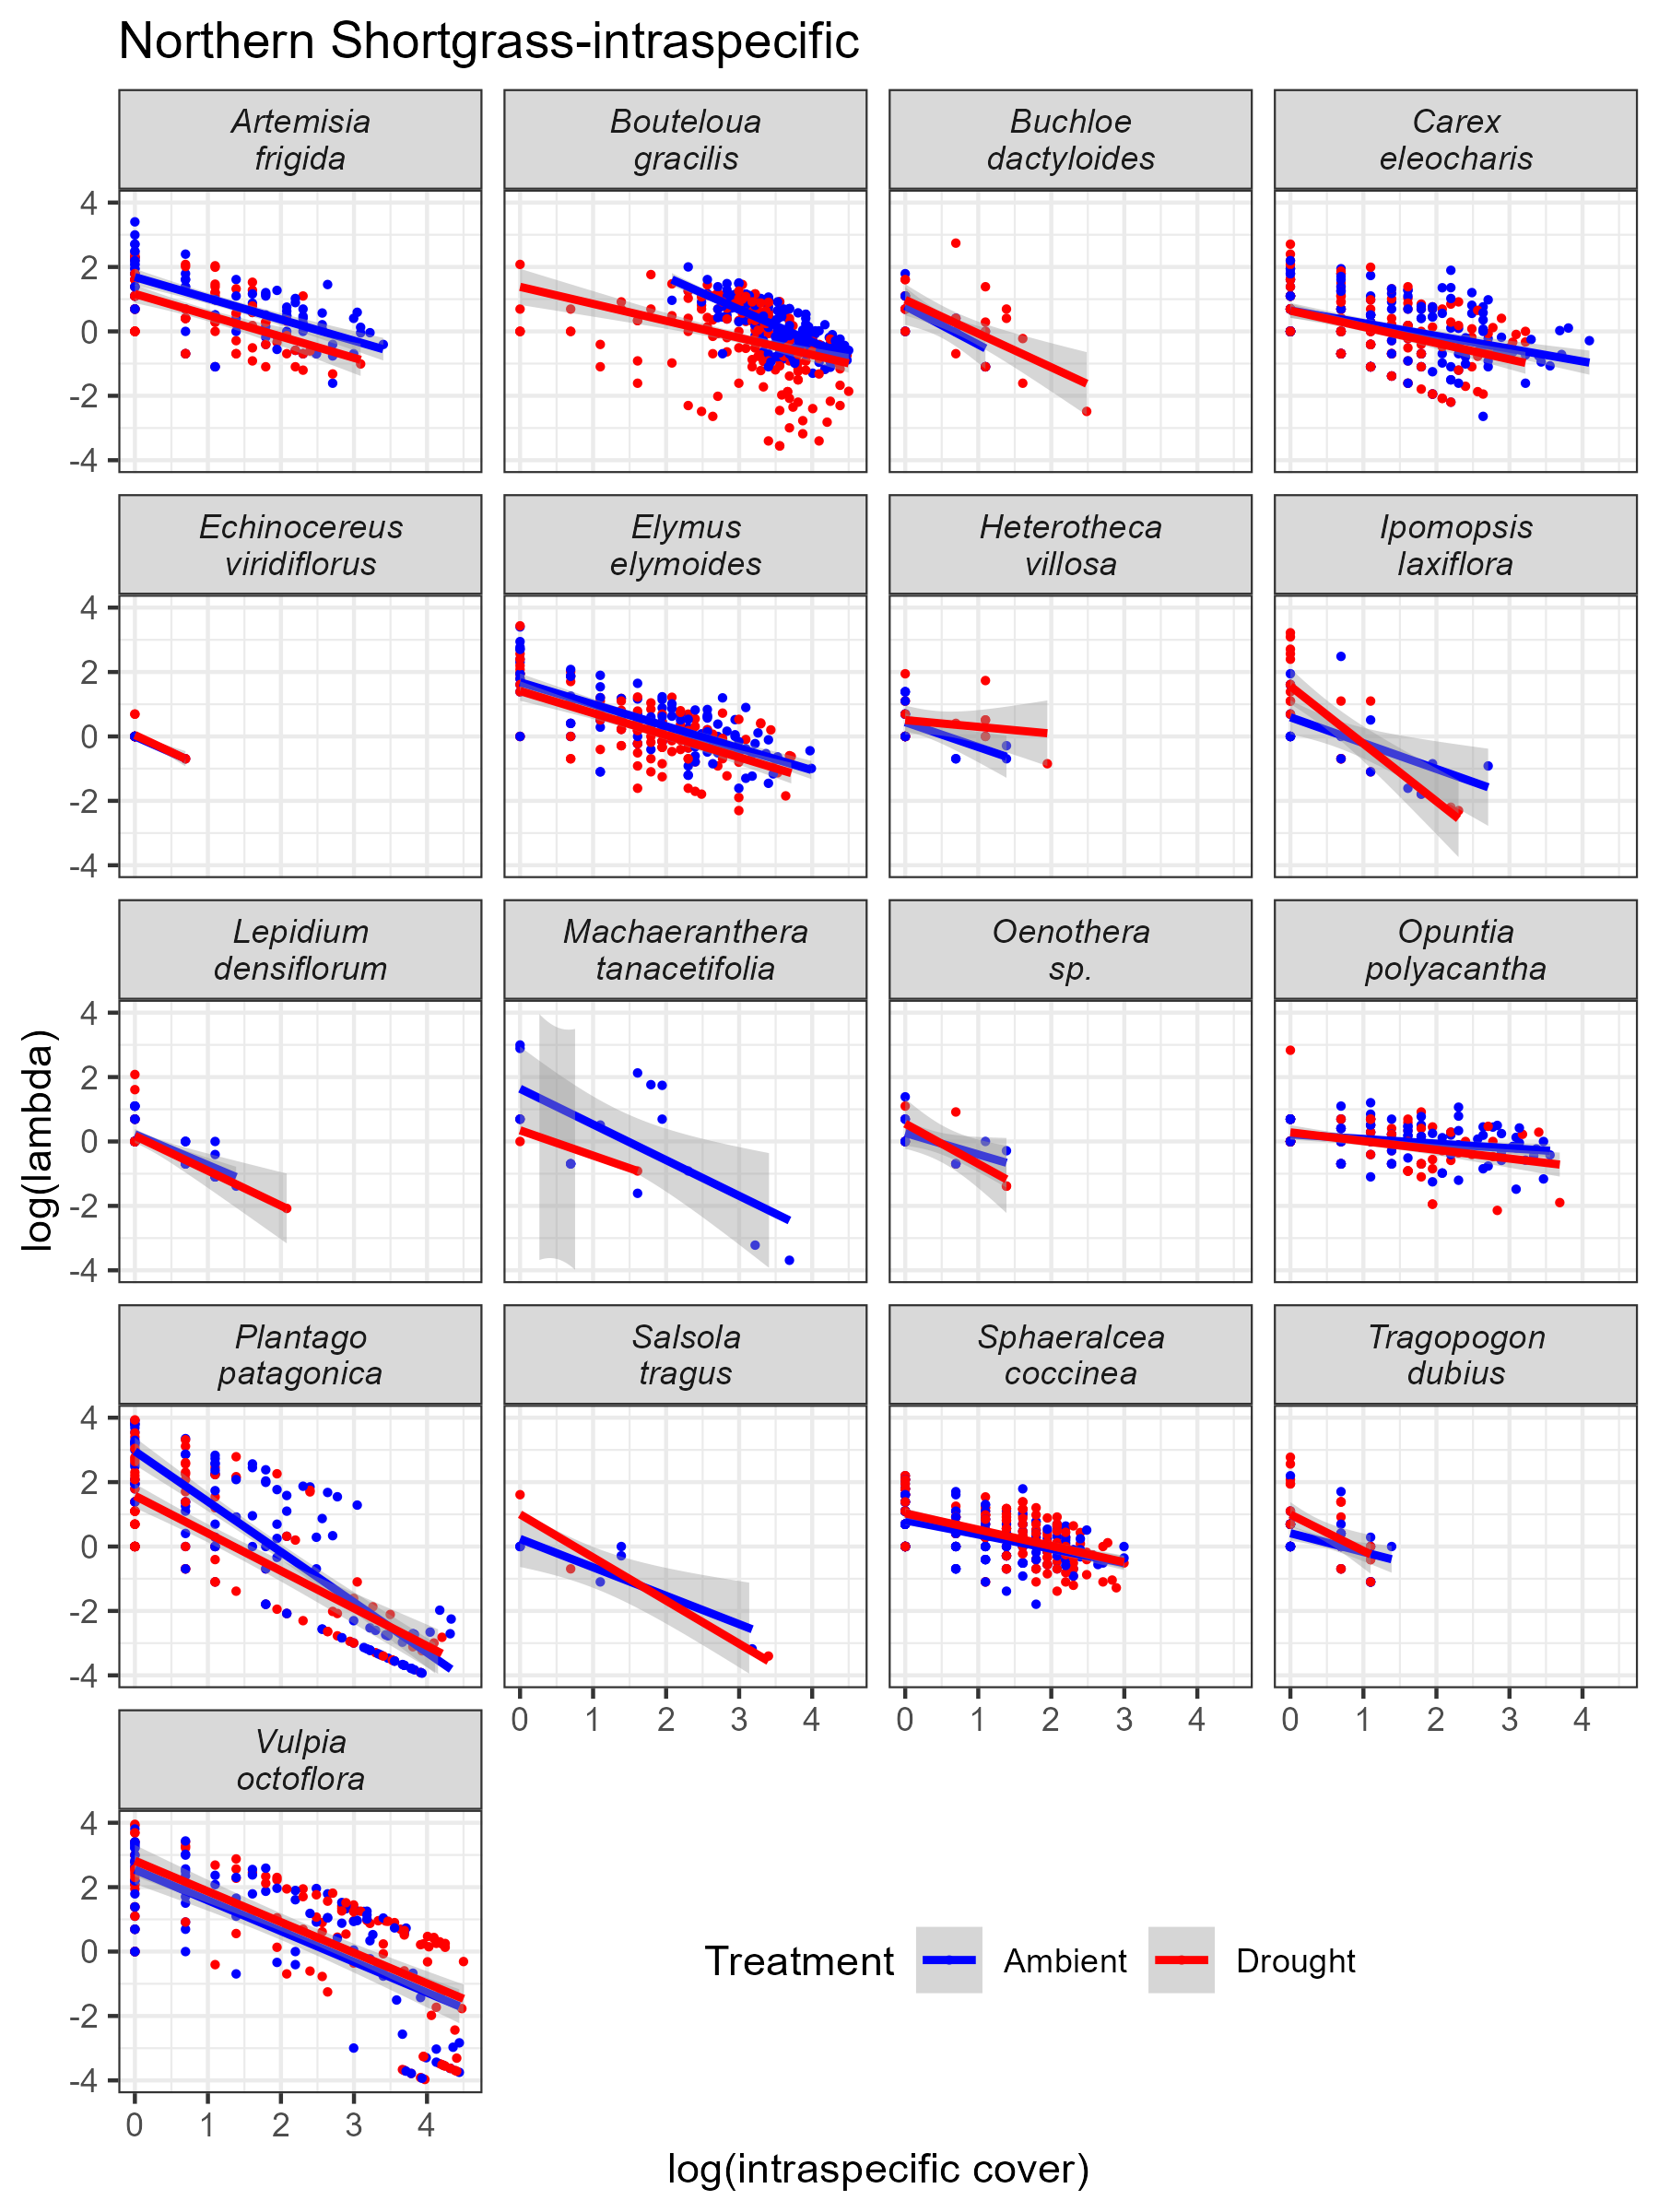 Northern Shortgrass-intraspecific
Artemisia
frigida
Bouteloua
gracilis
Buchloe
dactyloides
Carex
eleocharis
4
2
0
-2
-4
Echinocereus
viridiflorus
Elymus
elymoides
Heterotheca
villosa
Ipomopsis
laxiflora
4
2
0
-2
-4
Lepidium
densiflorum
Machaeranthera
tanacetifolia
Oenothera
sp.
Opuntia
polyacantha
4
2
0
-2
-4
log(lambda)
Plantago
patagonica
Salsola
tragus
Sphaeralcea
coccinea
Tragopogon
dubius
4
2
0
-2
-4
0 1 2 3 4
0 1 2 3 4
0 1 2 3 4
Vulpia
octoflora
4
2
0
-2
-4
0 1 2 3 4
Treatment Ambient Drought
log(intraspecific cover)